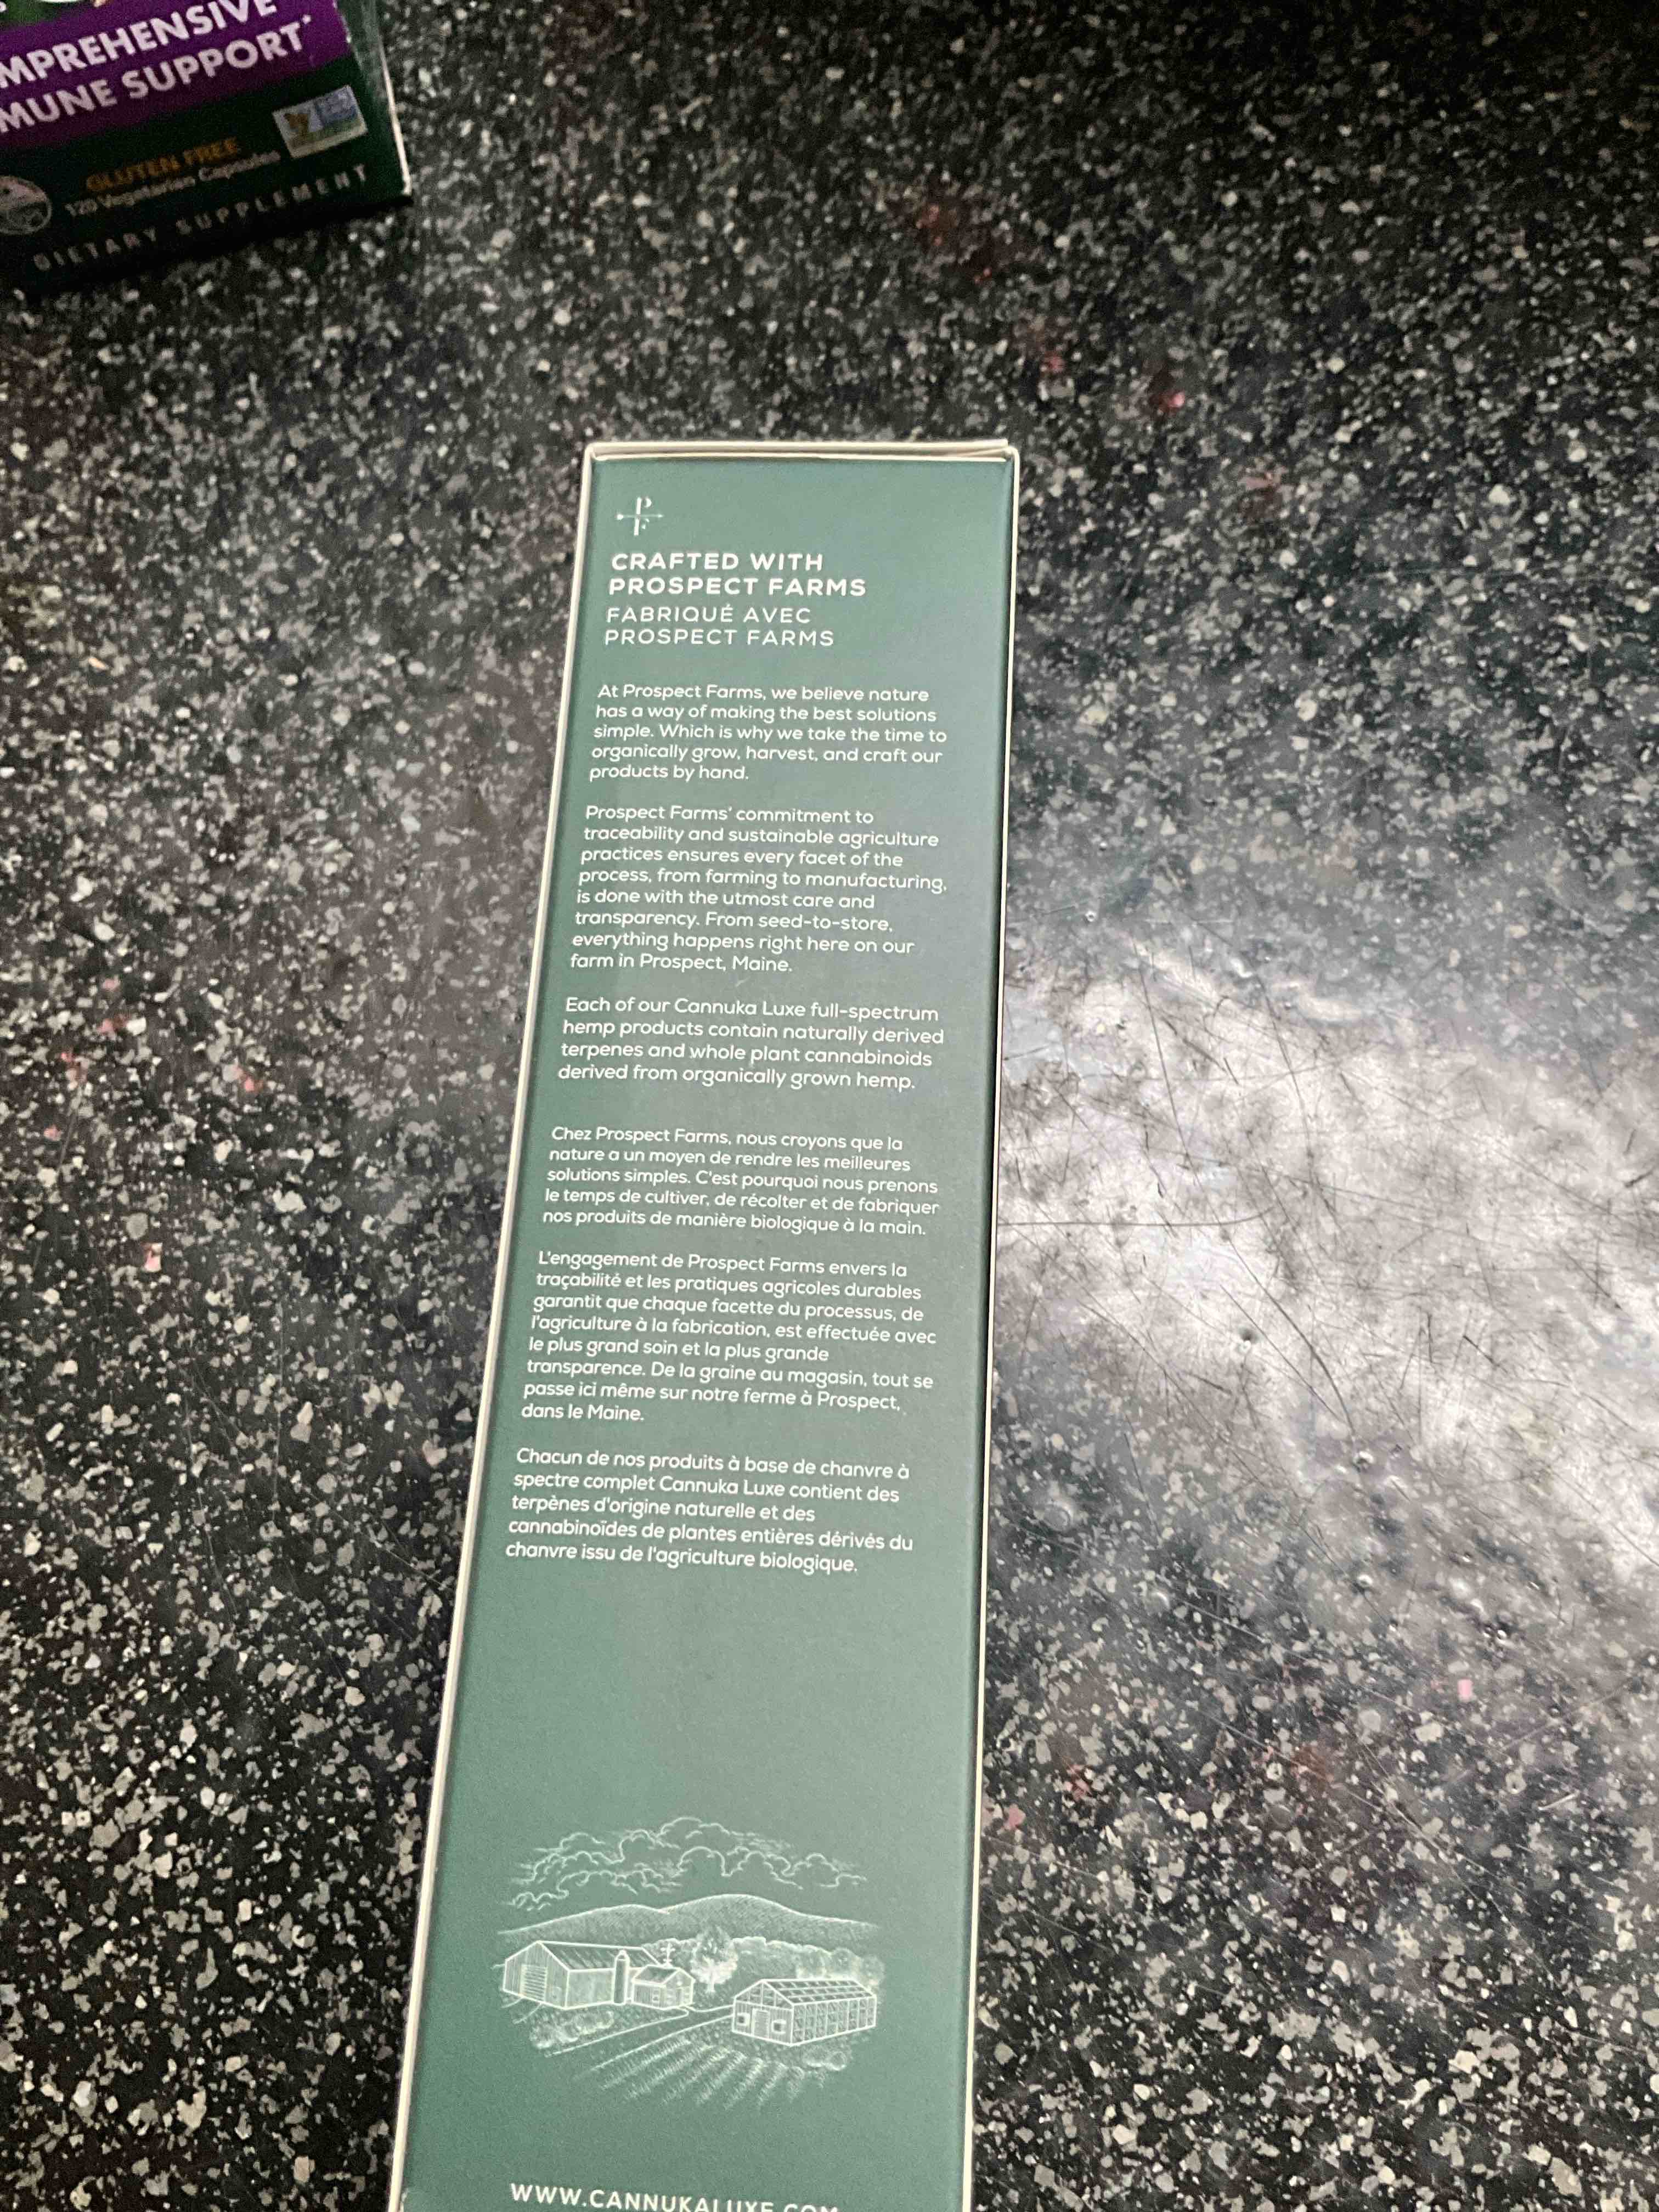 MPREHENSIVE
MUNE SUPPORT*
GLUTEN FREE
120 Vegetarian Capsules
DIETARY SUPPLEMENT
P
F
CRAFTED WITH
PROSPECT FARMS
FABRIQUÉ AVEC
PROSPECT FARMS
At Prospect Farms, we believe nature
has a way of making the best solutions
simple. Which is why we take the time to
organically grow, harvest, and craft our
products by hand.
Prospect Farms' commitment to
traceability and sustainable agriculture
practices ensures every facet of the
process, from farming to manufacturing,
is done with the utmost care and
transparency. From seed-to-store,
everything happens right here on our
farm in Prospect, Maine.
Each of our Cannuka Luxe full-spectrum
hemp products contain naturally derived
terpenes and whole plant cannabinoids
derived from organically grown hemp.
Chez Prospect Farms, nous croyons que la
nature a un moyen de rendre les meilleures
solutions simples. C'est pourquoi nous prenons
le temps de cultiver, de récolter et de fabriquer
nos produits de manière biologique à la main.
L'engagement de Prospect Farms envers la
traçabilité et les pratiques agricoles durables
garantit que chaque facette du processus, de
l'agriculture à la fabrication, est effectuée avec
le plus grand soin et la plus grande
transparence. De la graine au magasin, tout se
passe ici même sur notre ferme à Prospect,
dans le Maine.
Chacun de nos produits à base de chanvre à
spectre complet Cannuka Luxe contient des
terpènes d'origine naturelle et des
cannabinoïdes de plantes entières dérivés du
chanvre issu de l'agriculture biologique.
WWW.CANNUKALUXE.COM